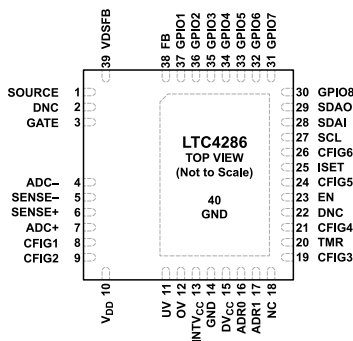 39 VDSFB
38 FB
37 GPIO1
36 GPIO2
35 GPIO3
34 GPIO4
33 GPIO5
32 GPIO6
31 GPIO7
SOURCE 1
DNC 2
GATE 3
ADC– 4
SENSE– 5
SENSE+ 6
ADC+ 7
CFIG1 8
CFIG2 9
LTC4286
TOP VIEW
(Not to Scale)
40
GND
30 GPIO8
29 SDAO
28 SDAI
27 SCL
26 CFIG6
25 ISET
24 CFIG5
23 EN
22 DNC
21 CFIG4
20 TMR
19 CFIG3
VDD 10
UV 11
OV 12
INTVCC 13
GND 14
DVCC 15
ADR0 16
ADR1 17
NC 18